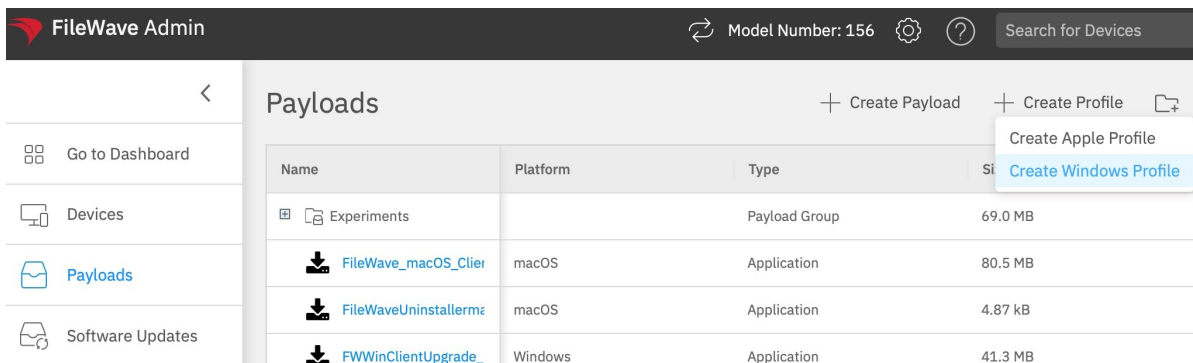 FileWave Admin
Model Number: 156
Search for Devices
Payloads
Create Payload
Create Profile
Create Apple Profile
Create Windows Profile
Go to Dashboard
Devices
Payloads
Software Updates
Name Platform Type Si
Experiments Payload Group 69.0 MB
FileWave_macOS_Clier macOS Application 80.5 MB
FileWaveUninstallerma macOS Application 4.87 kB
FWWinClientUpgrade_ Windows Application 41.3 MB